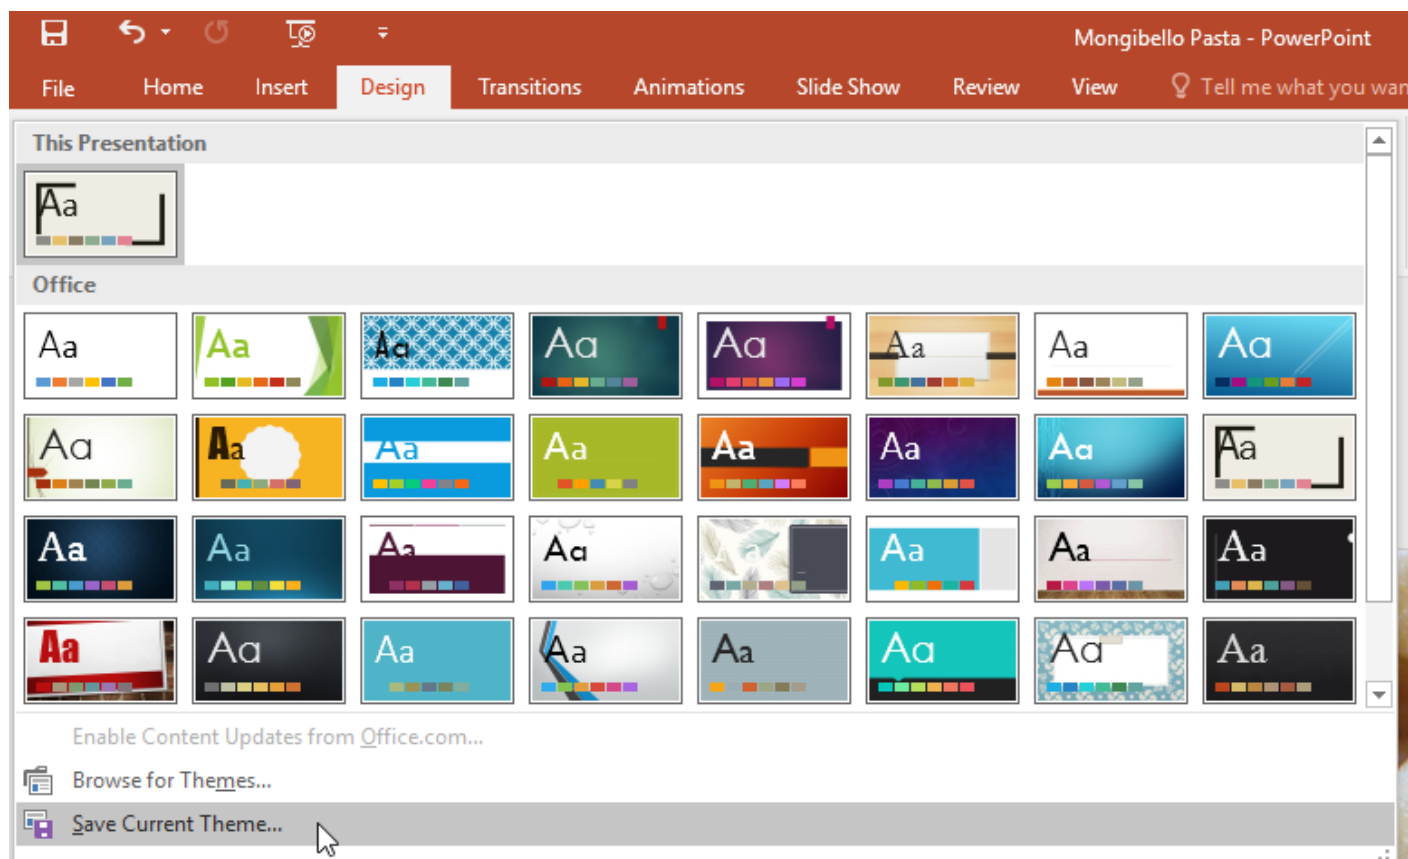 Mongibello Pasta - PowerPoint
File Home Insert Design Transitions Animations Slide Show Review View Tell me what you wan
This Presentation
Aa
Office
Aa Aa Aa Aa Aa Aa Aa Aa
Aa Aa Aa Aa Aa Aa Aa Aa
Aa Aa Aa Aa Aa Aa Aa Aa
Aa Aa Aa Aa Aa Aa Aa Aa
Enable Content Updates from Office.com...
Browse for Themes...
Save Current Theme...